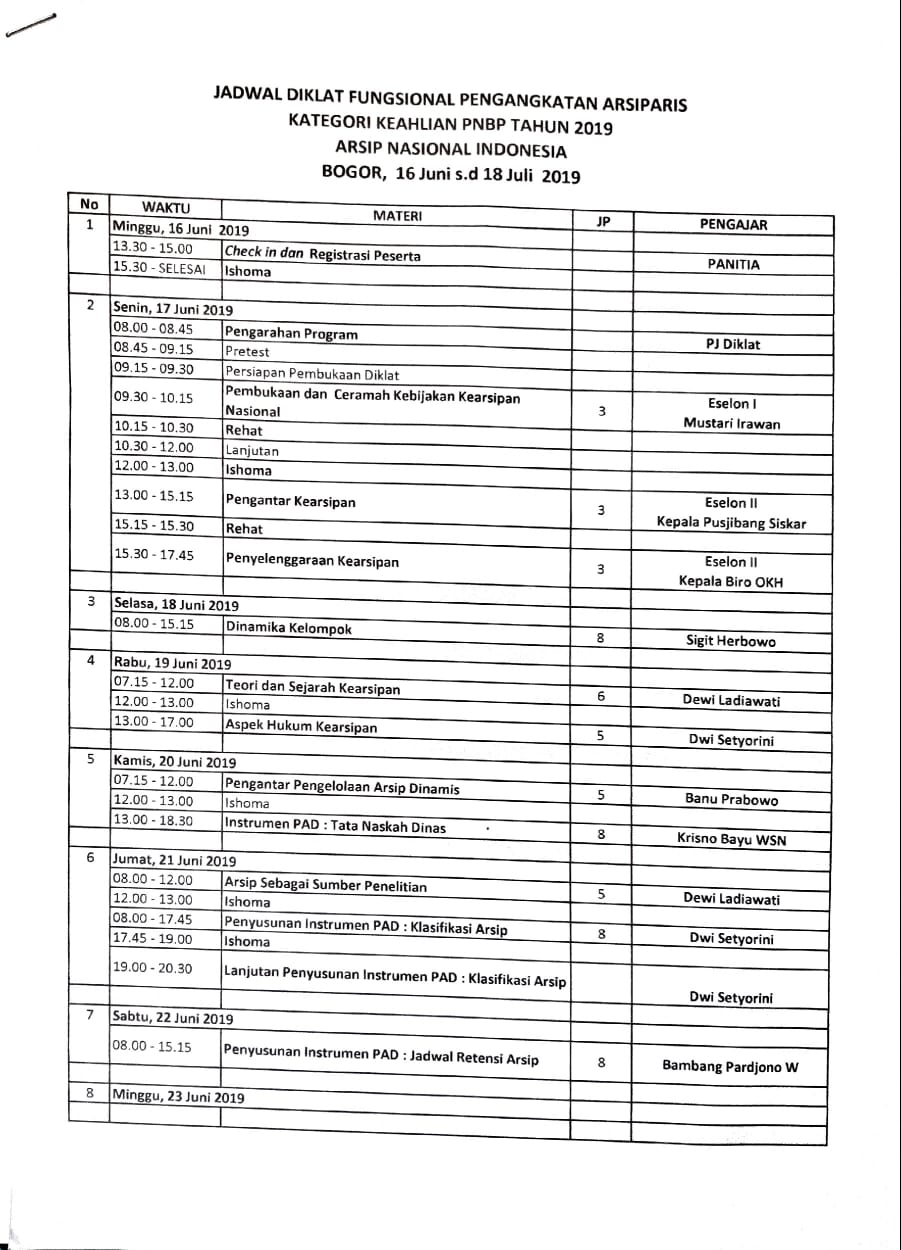 JADWAL DIKLAT FUNGSIONAL PENGANGKATAN ARSIPARIS
KATEGORI KEAHLIAN PNBP TAHUN 2019
ARSIP NASIONAL INDONESIA
BOGOR, 16 Juni s.d 18 Juli 2019
No WAKTU MATERI JP PENGAJAR
1 Minggu, 16 Juni 2019
13.30 - 15.00 Check in dan Registrasi Peserta
15.30 - SELESAI Ishoma PANITIA
2 Senin, 17 Juni 2019
08.00 - 08.45 Pengarahan Program PJ Diklat
08.45 - 09.15 Pretest
09.15 - 09.30 Persiapan Pembukaan Diklat
09.30 - 10.15 Pembukaan dan Ceramah Kebijakan Kearsipan 3 Eselon I
Nasional Mustari Irawan
10.15 - 10.30 Rehat
10.30 - 12.00 Lanjutan
12.00 - 13.00 Ishoma
13.00 - 15.15 Pengantar Kearsipan 3 Eselon II
Kepala Pusjibang Siskar
15.15 - 15.30 Rehat
15.30 - 17.45 Penyelenggaraan Kearsipan 3 Eselon II
Kepala Biro OKH
3 Selasa, 18 Juni 2019
08.00 - 15.15 Dinamika Kelompok 8 Sigit Herbowo
4 Rabu, 19 Juni 2019
07.15 - 12.00 Teori dan Sejarah Kearsipan 6 Dewi Ladiawati
12.00 - 13.00 Ishoma
13.00 - 17.00 Aspek Hukum Kearsipan 5 Dwi Setyorini
5 Kamis, 20 Juni 2019
07.15 - 12.00 Pengantar Pengelolaan Arsip Dinamis 5 Banu Prabowo
12.00 - 13.00 Ishoma
13.00 - 18.30 Instrumen PAD : Tata Naskah Dinas 8 Krisno Bayu WSN
6 Jumat, 21 Juni 2019
08.00 - 12.00 Arsip Sebagai Sumber Penelitian 5 Dewi Ladiawati
12.00 - 13.00 Ishoma
08.00 - 17.45 Penyusunan Instrumen PAD : Klasifikasi Arsip 8 Dwi Setyorini
17.45 - 19.00 Ishoma
19.00 - 20.30 Lanjutan Penyusunan Instrumen PAD : Klasifikasi Arsip Dwi Setyorini
7 Sabtu, 22 Juni 2019
08.00 - 15.15 Penyusunan Instrumen PAD : Jadwal Retensi Arsip 8 Bambang Pardjono W
8 Minggu, 23 Juni 2019